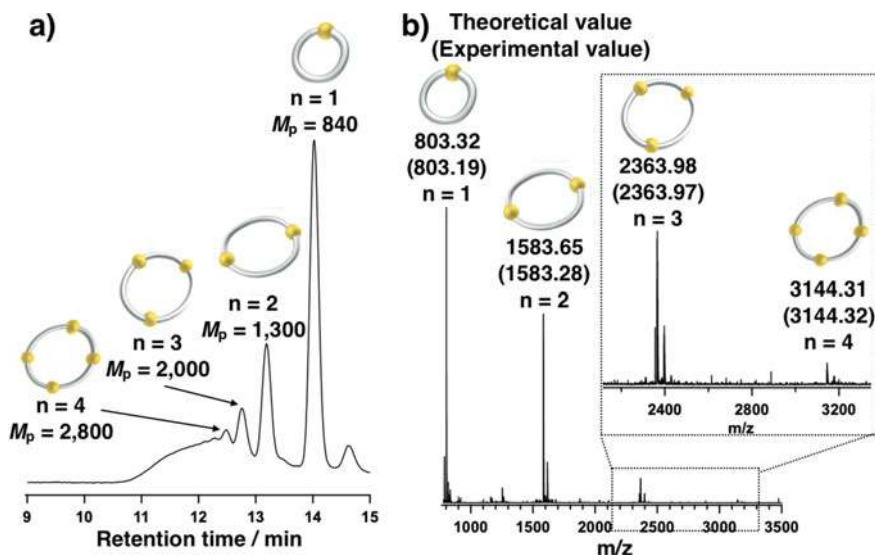 a)
n = 1
Mp = 840
n = 2
Mp = 1,300
n = 3
Mp = 2,000
n = 4
Mp = 2,800
9 10 11 12 13 14 15
Retention time / min
b)
Theoretical value
(Experimental value)
803.32
(803.19)
n = 1
1583.65
(1583.28)
n = 2
2363.98
(2363.97)
n = 3
3144.31
(3144.32)
n = 4
2400 2800 3200
m/z
1000 1500 2000 2500 3000 3500
m/z